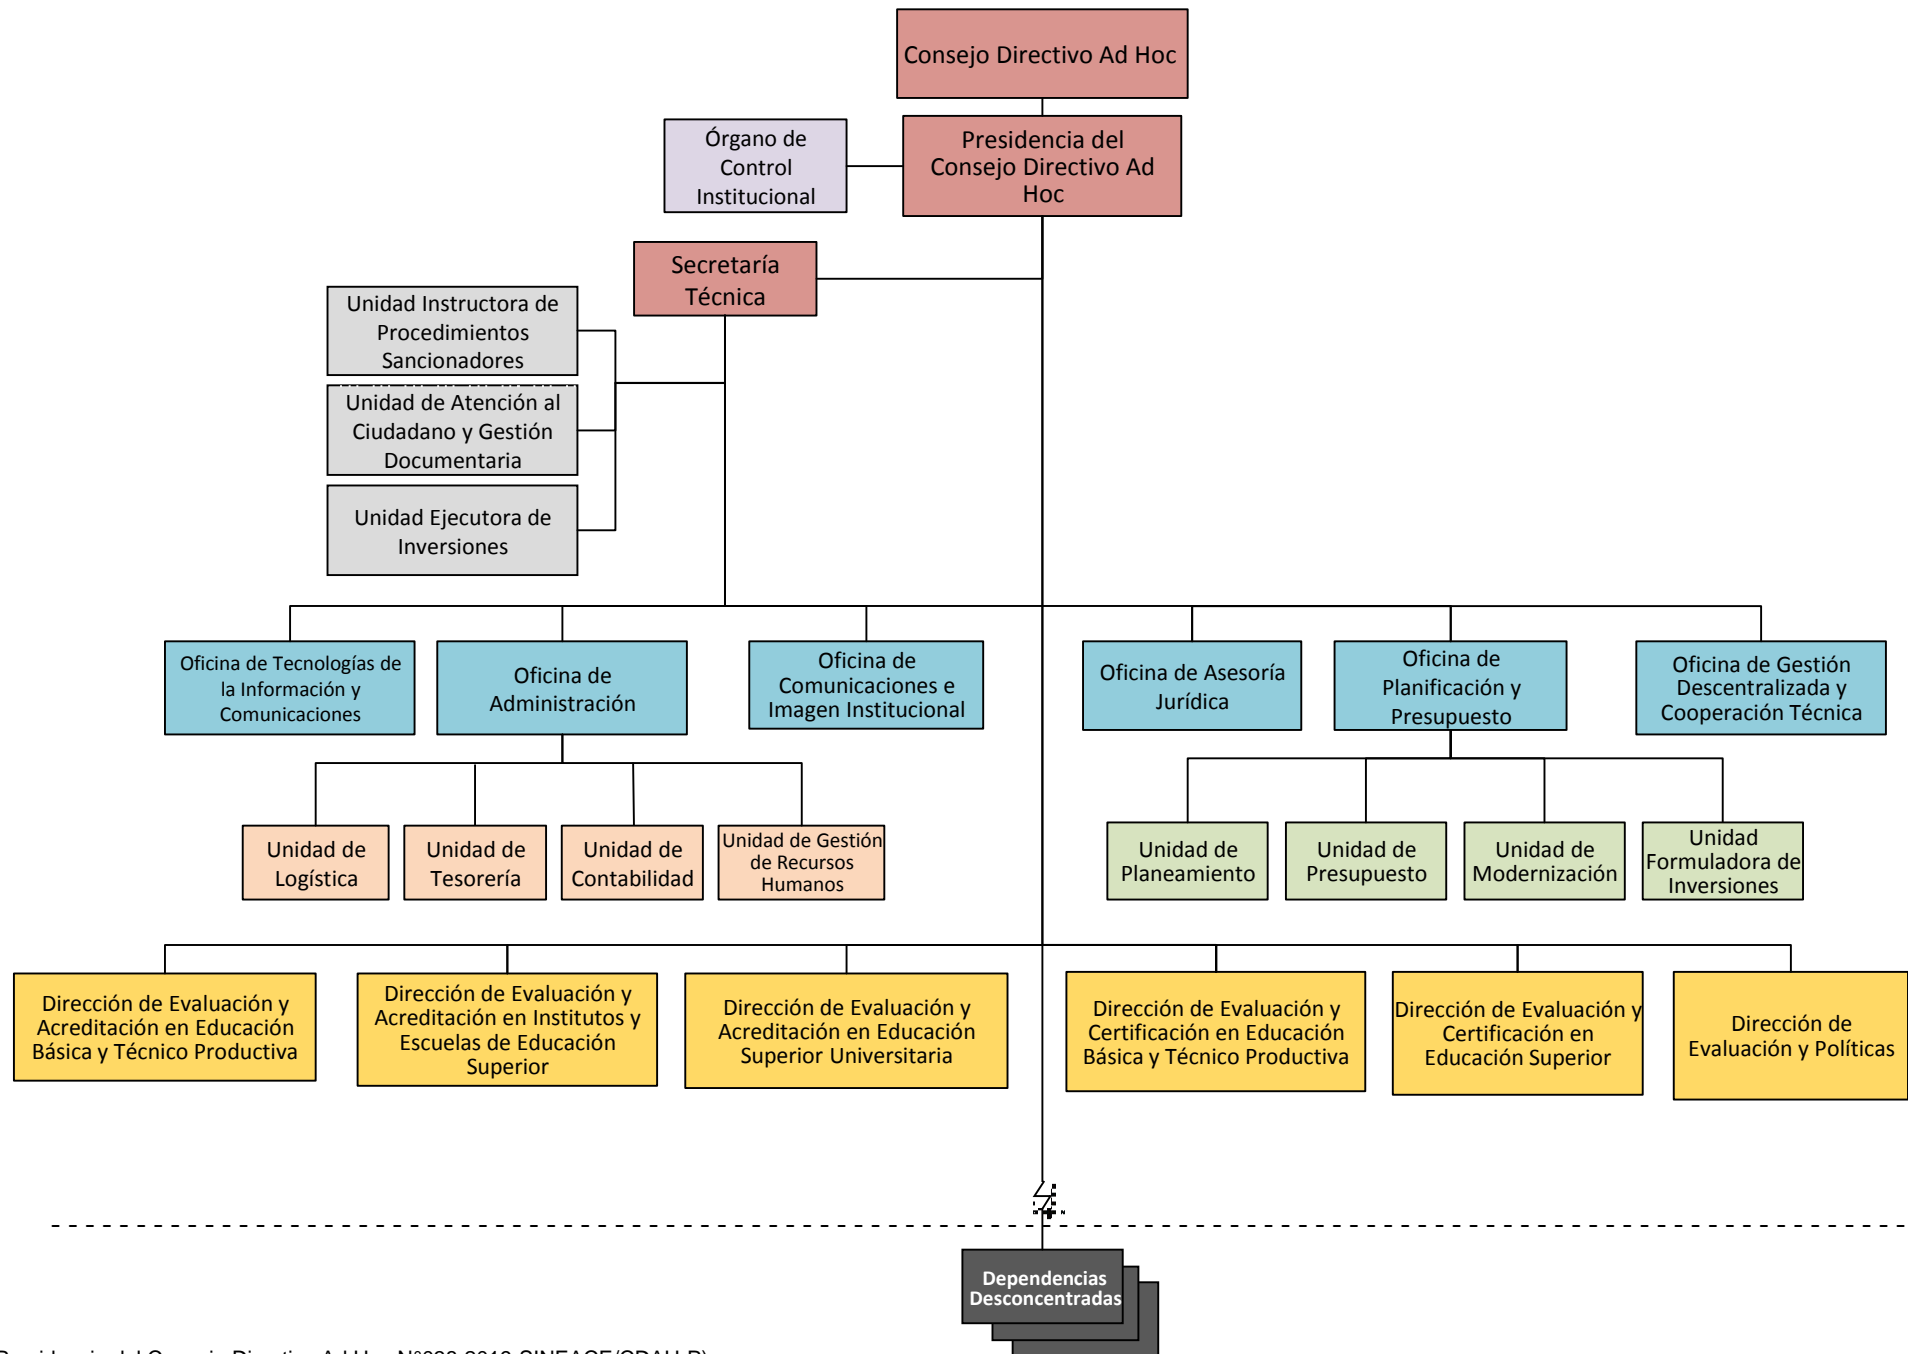 Consejo Directivo Ad Hoc
Presidencia del
Consejo Directivo Ad
Hoc
Órgano de
Control
Institucional
Secretaría
Técnica
Unidad Instructora de
Procedimientos
Sancionadores
Unidad de Atención al
Ciudadano y Gestión
Documentaria
Unidad Ejecutora de
Inversiones
Oficina de Tecnologías de
la Información y
Comunicaciones
Oficina de
Administración
Oficina de
Comunicaciones e
Imagen Institucional
Oficina de Asesoría
Jurídica
Oficina de
Planificación y
Presupuesto
Oficina de Gestión
Descentralizada y
Cooperación Técnica
Unidad de
Logística
Unidad de
Tesorería
Unidad de
Contabilidad
Unidad de Gestión
de Recursos
Humanos
Unidad de
Planeamiento
Unidad de
Presupuesto
Unidad de
Modernización
Unidad
Formuladora de
Inversiones
Dirección de Evaluación y
Acreditación en Educación
Básica y Técnico Productiva
Dirección de Evaluación y
Acreditación en Institutos y
Escuelas de Educación
Superior
Dirección de Evaluación y
Acreditación en Educación
Superior Universitaria
Dirección de Evaluación y
Certificación en Educación
Básica y Técnico Productiva
Dirección de Evaluación y
Certificación en
Educación Superior
Dirección de
Evaluación y Políticas
Dependencias
Desconcentradas